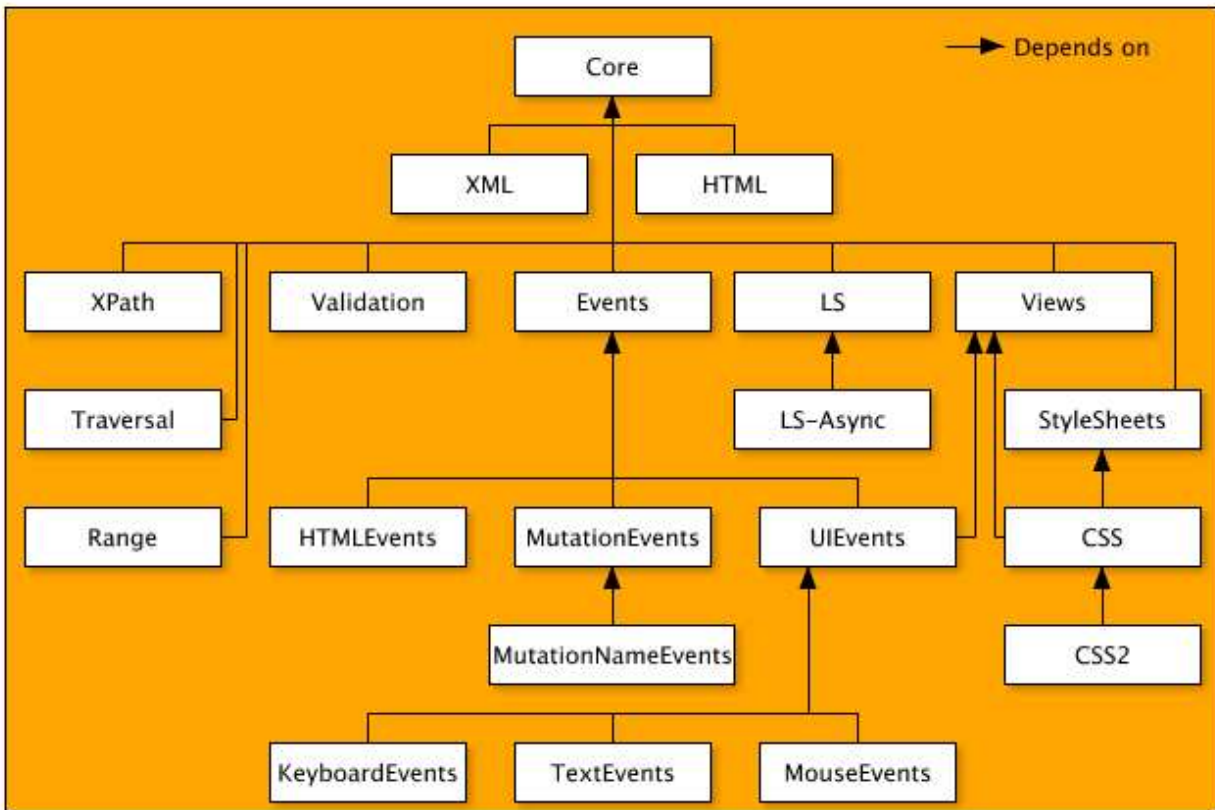 Core
Depends on
XML
HTML
XPath
Validation
Events
LS
Views
Traversal
LS-Async
StyleSheets
Range
HTMLEvents
MutationEvents
UIEvents
CSS
MutationNameEvents
CSS2
KeyboardEvents
TextEvents
MouseEvents